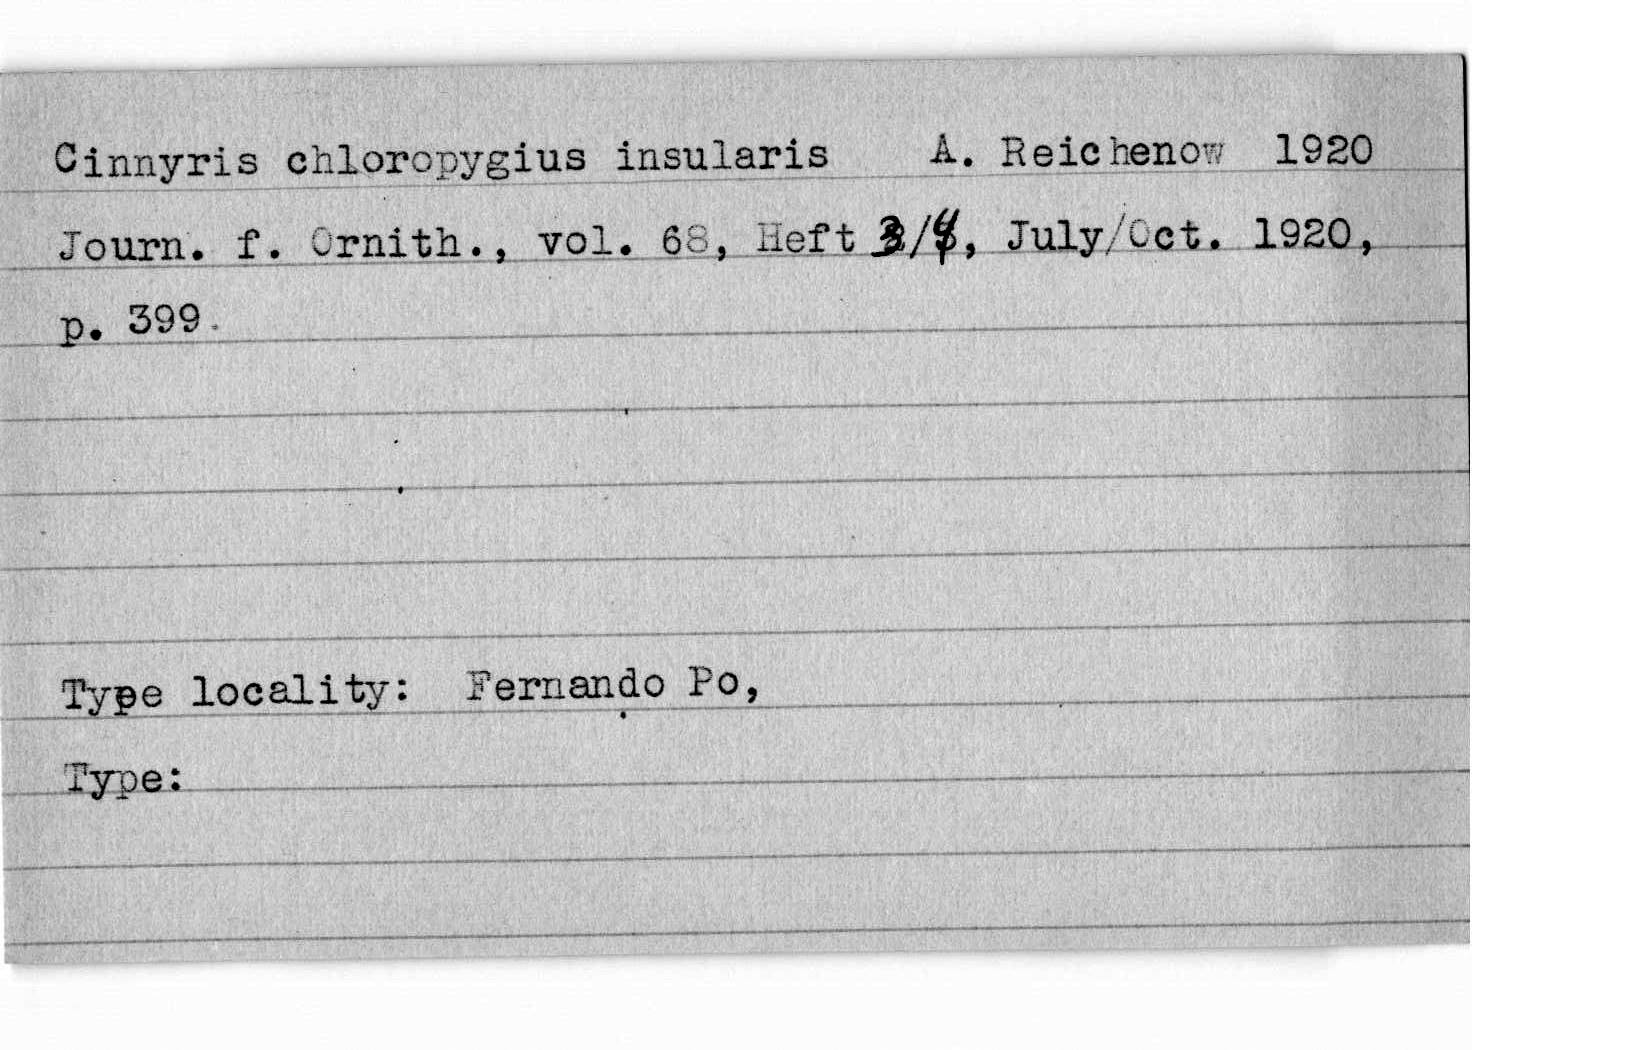 Cinnyris chloropygius insularis A. Reichenow 1920
Journ. f. Ornith., vol. 68, Heft 3/4, July/Oct. 1920,
p. 399.
Type locality: Fernando Po,
Type: